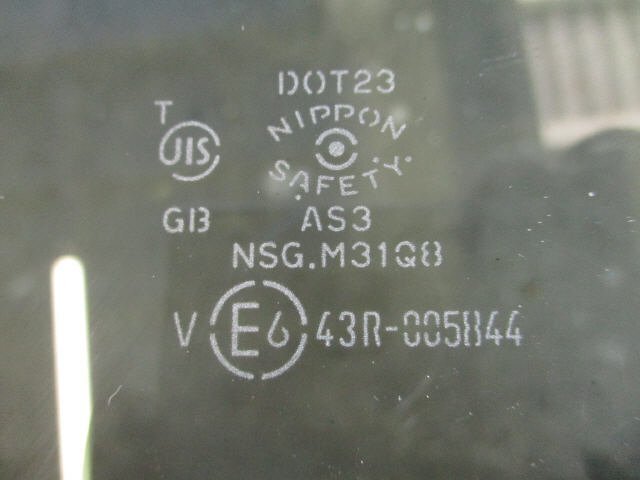 DOT23
T
NIPPON
JIS
SAFETY
GB AS3
NSG.M31Q8
V E6 43R-005844